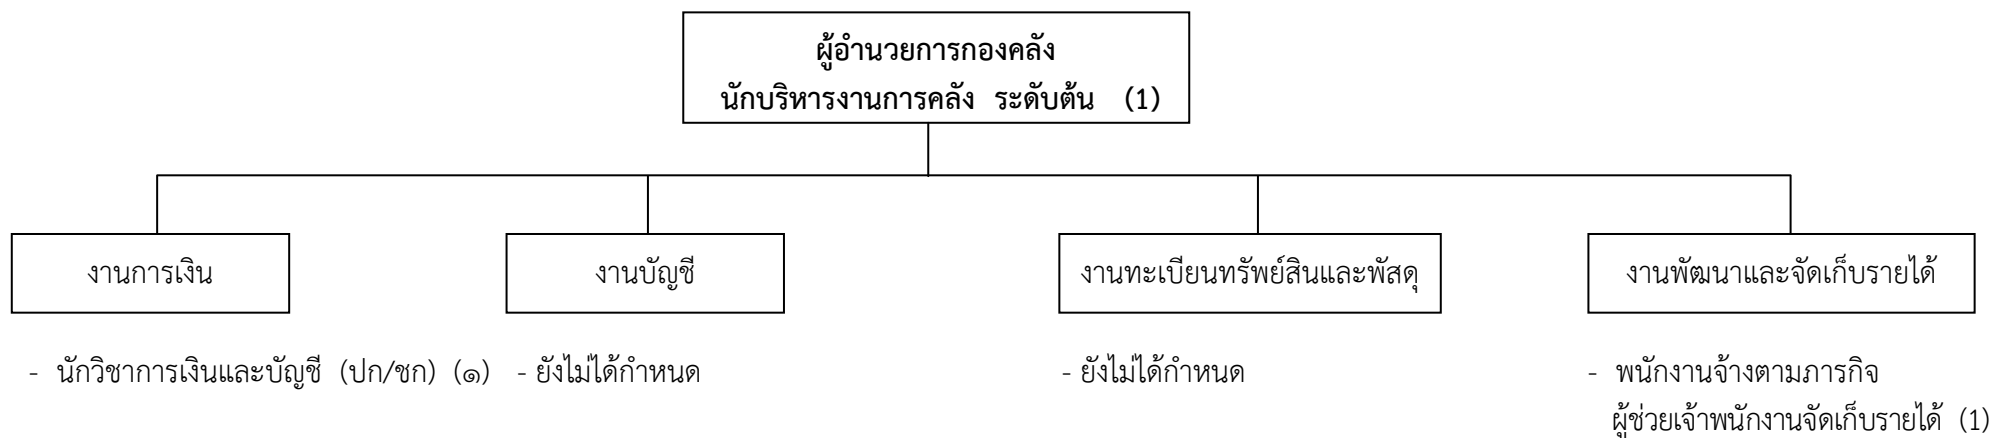 ผู้อำนวยการกองคลัง
นักบริหารงานการคลัง ระดับต้น (1)
งานการเงิน
งานบัญชี
งานทะเบียนทรัพย์สินและพัสดุ
งานพัฒนาและจัดเก็บรายได้
- นักวิชาการเงินและบัญชี (ปก/ชก) (๑)
- ยังไม่ได้กำหนด
- ยังไม่ได้กำหนด
- พนักงานจ้างตามภารกิจ
ผู้ช่วยเจ้าพนักงานจัดเก็บรายได้ (1)